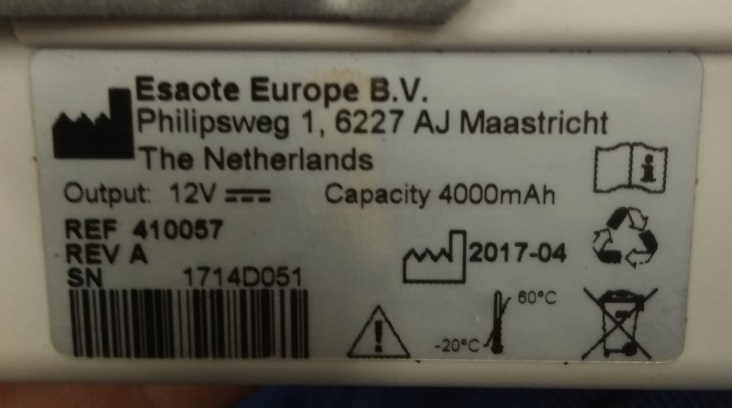 Esaote Europe B.V.
Philipsweg 1, 6227 AJ Maastricht
The Netherlands
Output: 12V Capacity 4000mAh
REF 410057
REV A
2017-04
SN 1714D051
60°C
-20°C